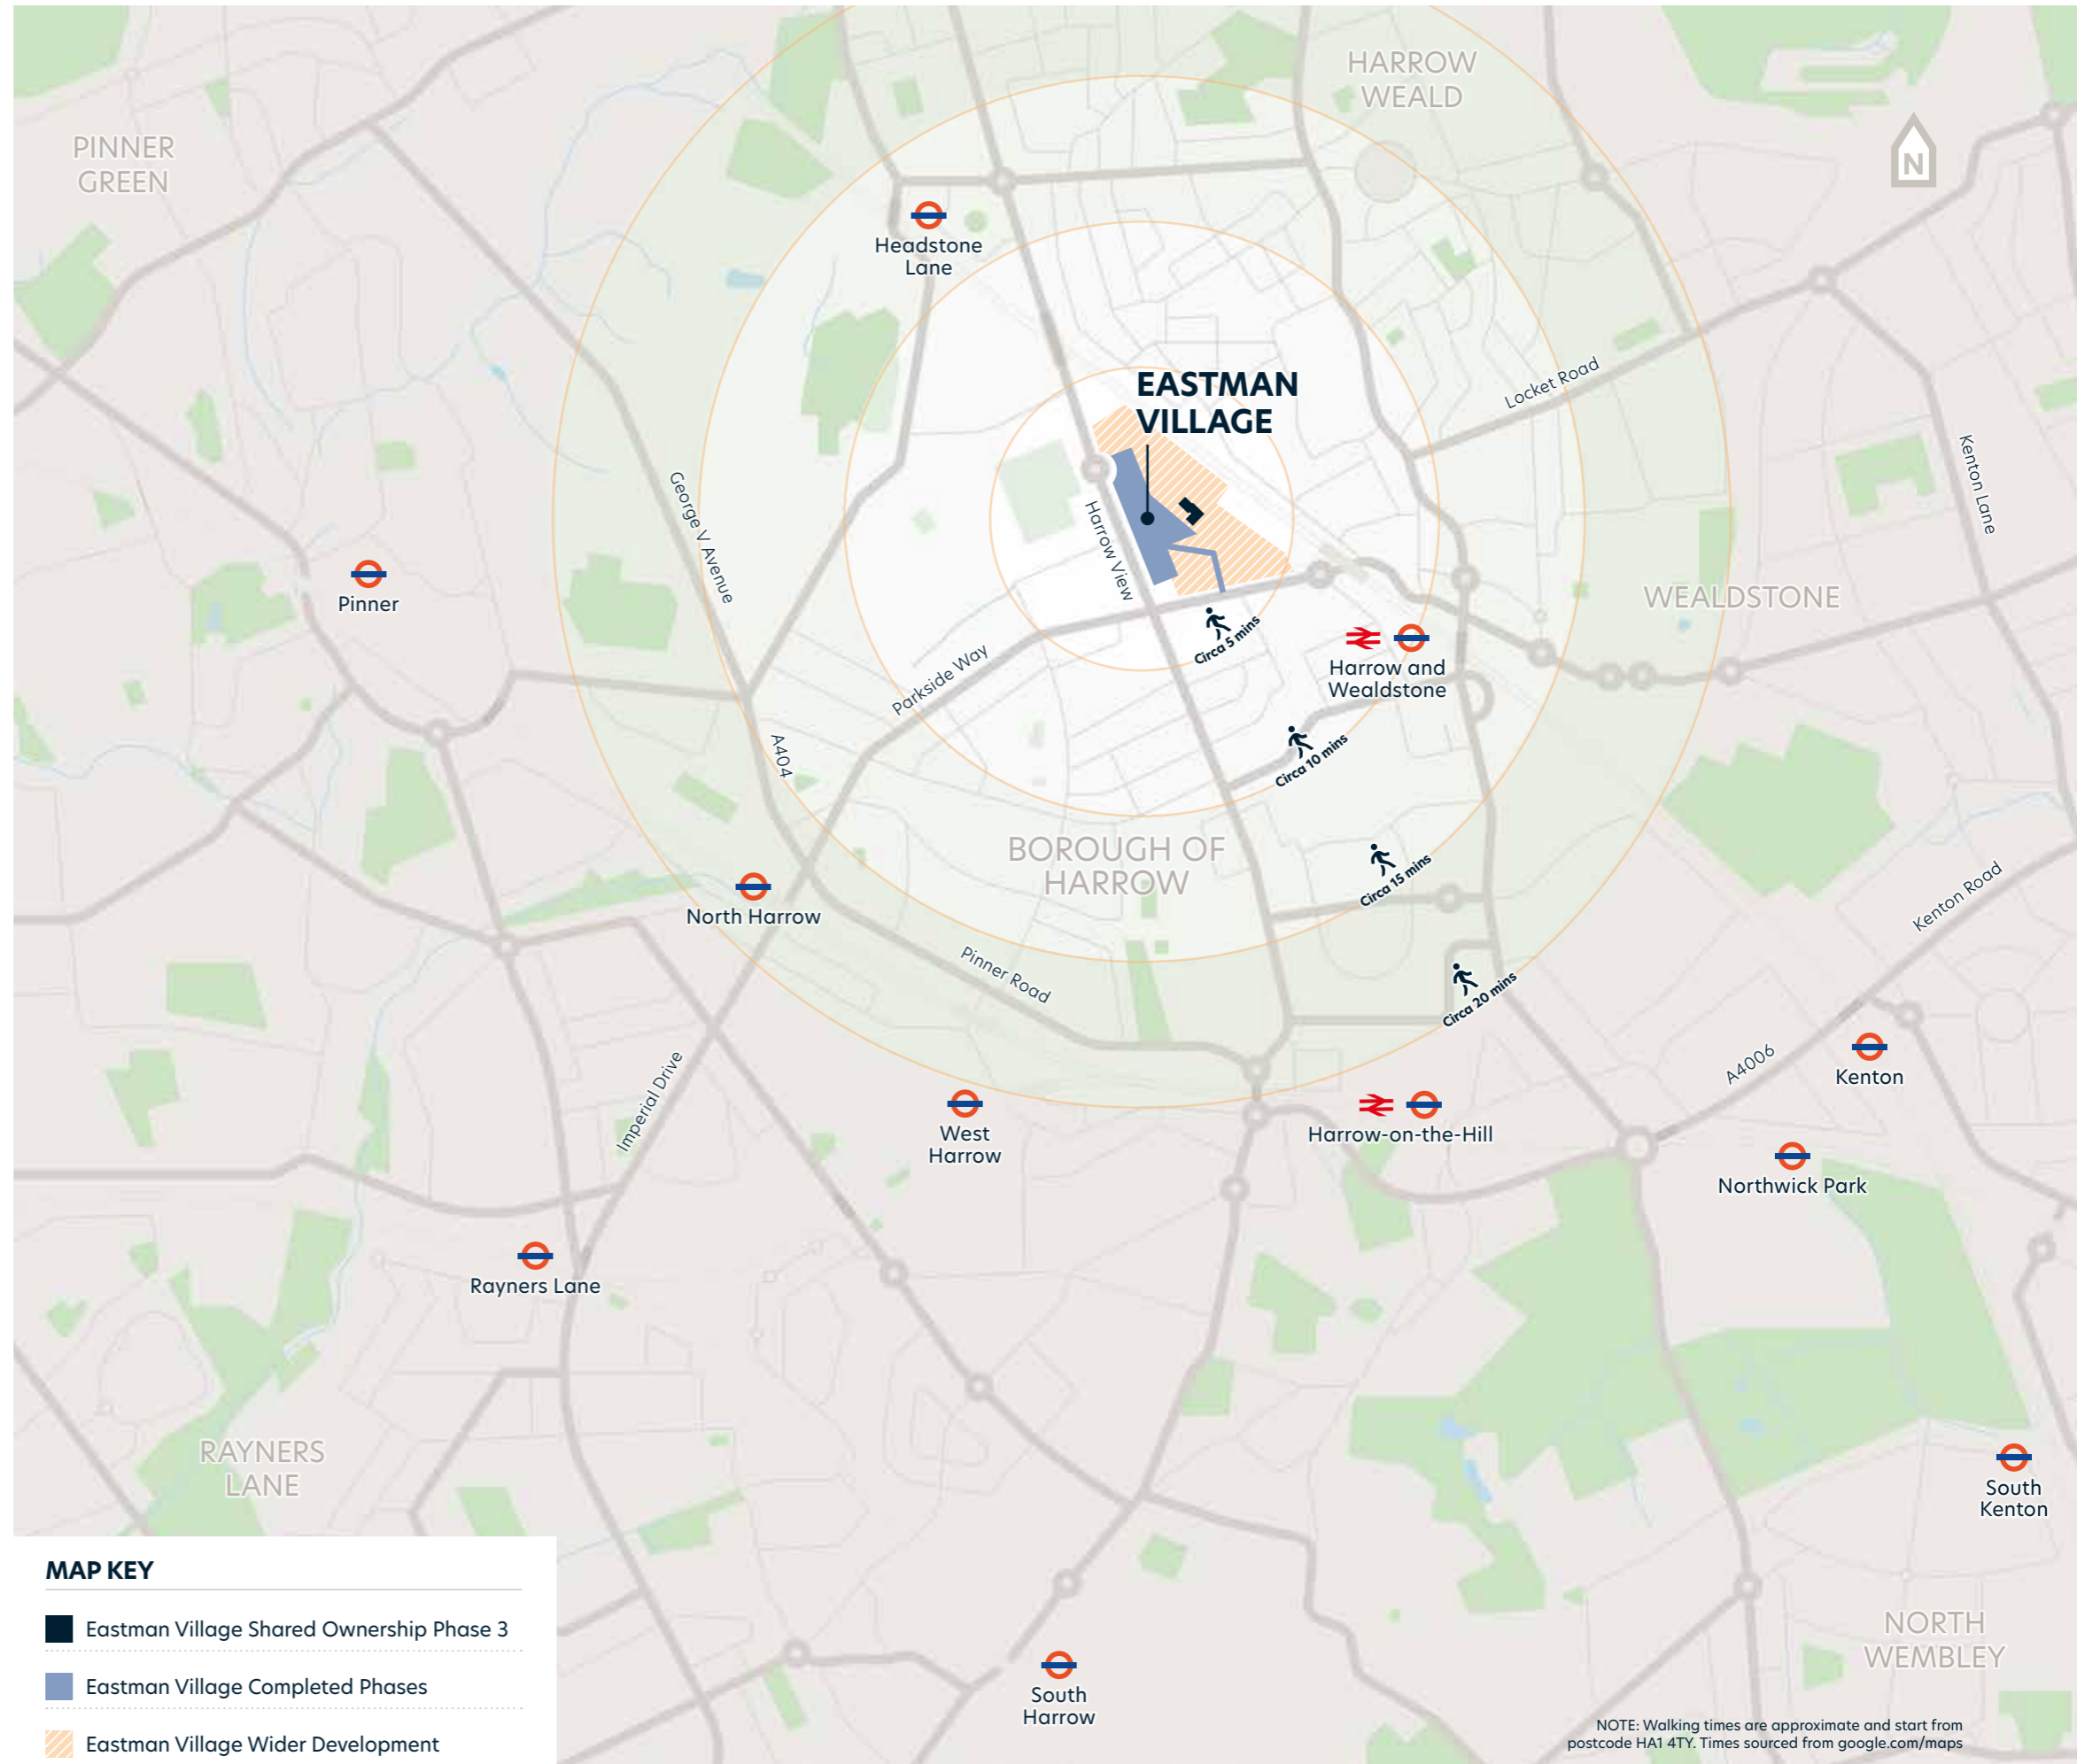 HARROW
WEALD
PINNER
GREEN
N
Headstone
Lane
EASTMAN
VILLAGE
Locket Road
Kenton Lane
George V Avenue
Harrow View
Pinner
WEALDSTONE
Circa 5 mins
Harrow and
Wealdstone
Parkside Way
A404
Circa 10 mins
BOROUGH OF
HARROW
Circa 15 mins
North Harrow
Kenton Road
Pinner Road
Circa 20 mins
A4006
Kenton
Imperial Drive
West
Harrow
Harrow-on-the-Hill
Northwick Park
Rayners Lane
RAYNERS
LANE
South
Kenton
MAP KEY
Eastman Village Shared Ownership Phase 3
Eastman Village Completed Phases
Eastman Village Wider Development
South
Harrow
NORTH
WEMBLEY
NOTE: Walking times are approximate and start from
postcode HA1 4TY. Times sourced from google.com/maps